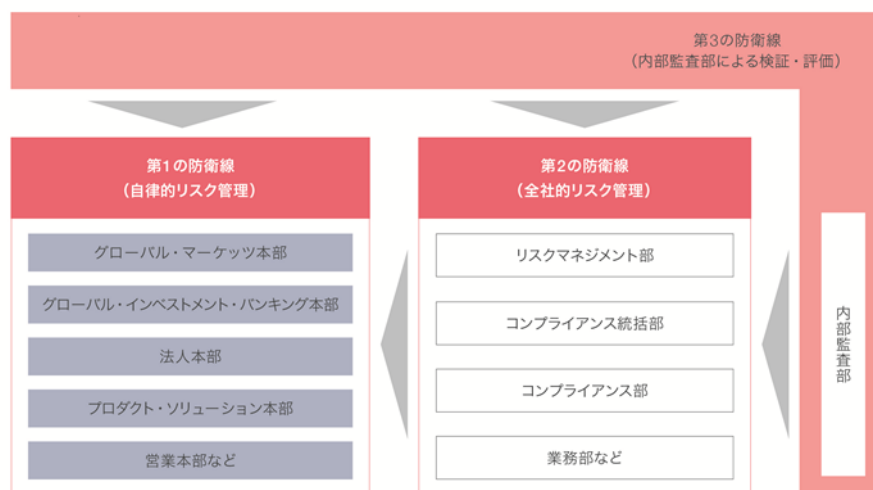 第3の防衛線
（内部監査部による検証・評価）
第1の防衛線
（自律的リスク管理）
グローバル・マーケッツ本部
グローバル・インベストメント・バンキング本部
法人本部
プロダクト・ソリューション本部
営業本部など
第2の防衛線
（全社的リスク管理）
リスクマネジメント部
コンプライアンス統括部
コンプライアンス部
業務部など
内部監査部